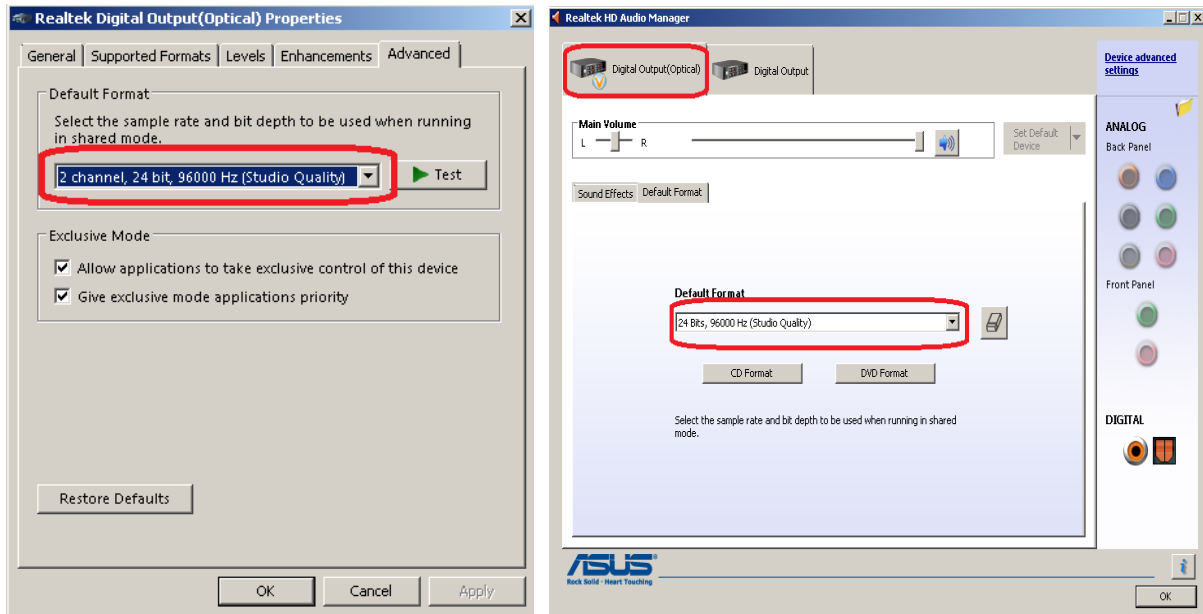 Realtek Digital Output(Optical) Properties
General
Supported Formats
Levels
Enhancements
Advanced
Default Format
Select the sample rate and bit depth to be used when running
in shared mode.
2 channel, 24 bit, 96000 Hz (Studio Quality)
Test
Exclusive Mode
Allow applications to take exclusive control of this device
Give exclusive mode applications priority
Restore Defaults
OK
Cancel
Apply
Realtek HD Audio Manager
Digital Output(Optical)
Digital Output
Device advanced
settings
Main Volume
L
R
Set Default
Device
ANALOG
Back Panel
Sound Effects
Default Format
Default Format
24 Bits, 96000 Hz (Studio Quality)
CD Format
DVD Format
Select the sample rate and bit depth to be used when running in shared
mode.
Front Panel
DIGITAL
ASUS
Rock Solid · Heart Touching
i
OK